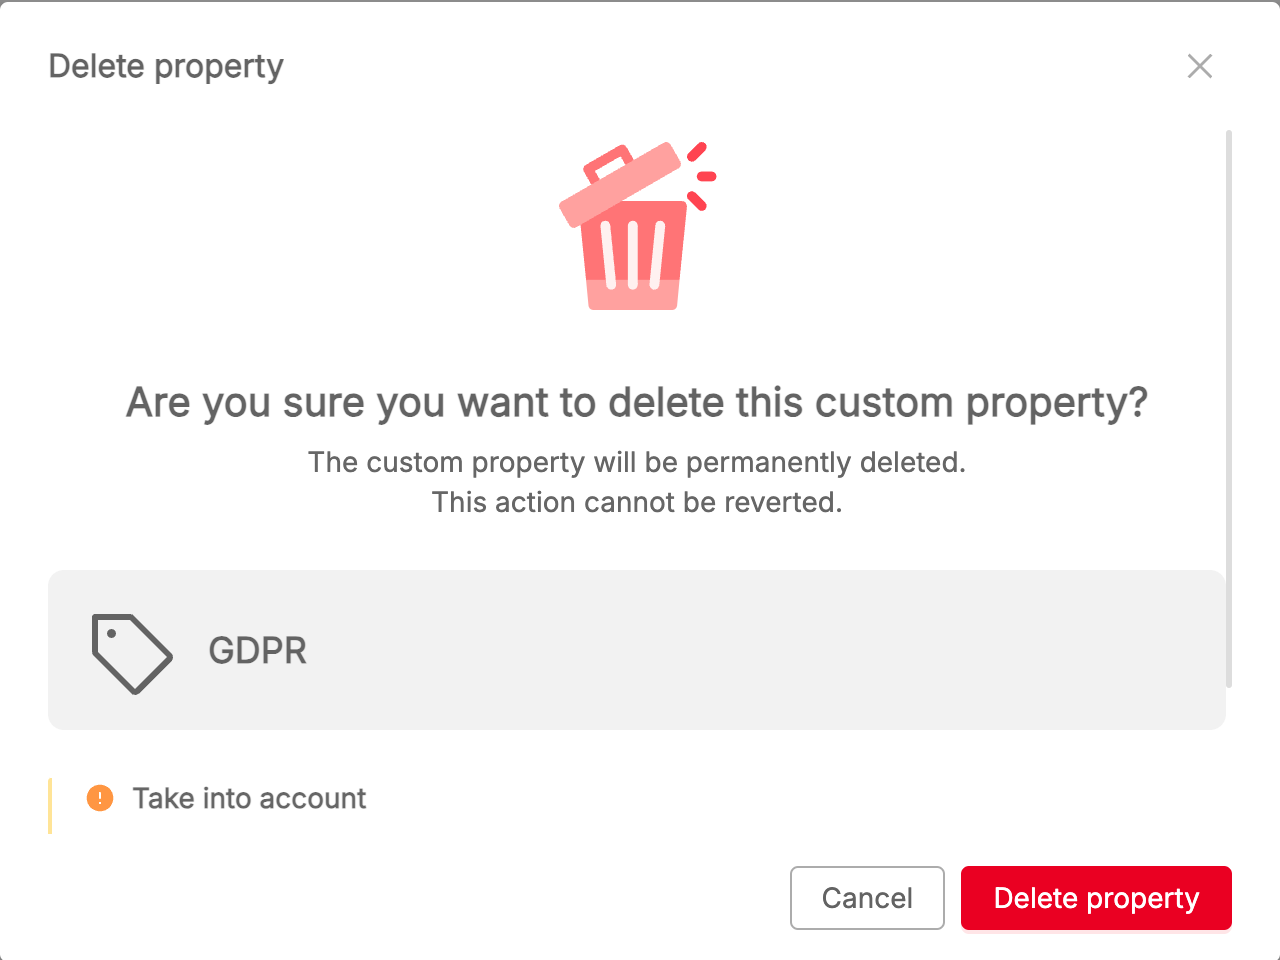 Delete property
Are you sure you want to delete this custom property?
The custom property will be permanently deleted.
This action cannot be reverted.
GDPR
Take into account
Cancel
Delete property